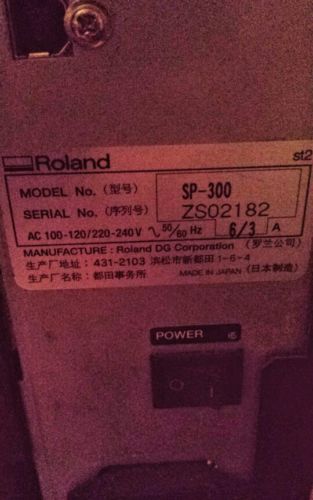 Roland
st2
MODEL No. (型号) SP-300
SERIAL No. (序列号) ZS02182
AC 100-120/220-240V ∿ 50/60 Hz 6/3 A
MANUFACTURE : Roland DG Corporation (罗兰公司)
生产厂地址: 431-2103 浜松市新都田 1-6-4
生产厂名称: 都田事務所 MADE IN JAPAN (日本制造)
POWER